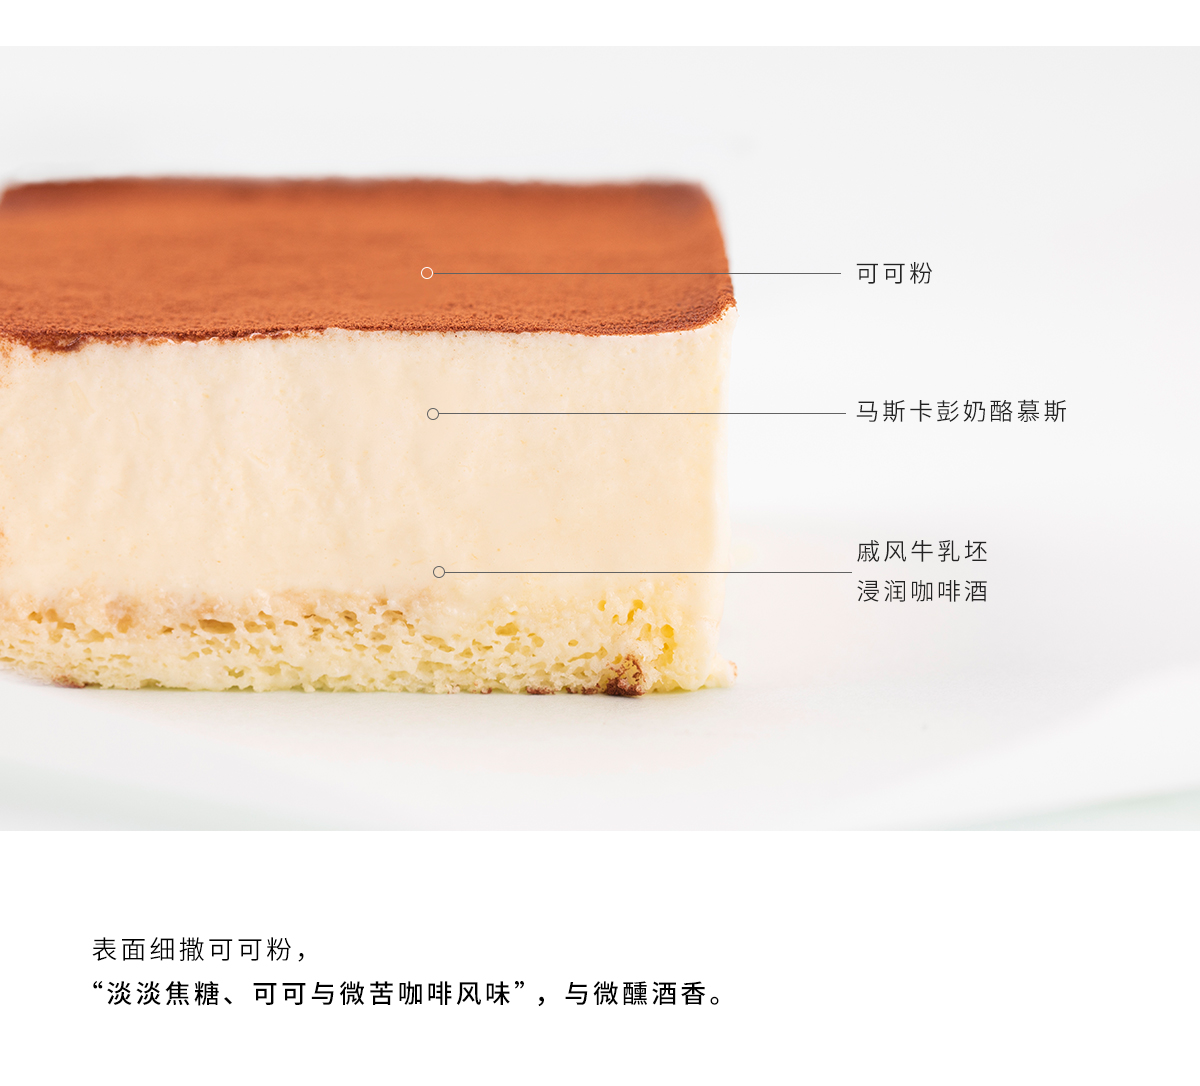 可可粉
马斯卡彭奶酪慕斯
戚风牛乳坯
浸润咖啡酒
表面细撒可可粉，
“淡淡焦糖、可可与微苦咖啡风味”，与微醺酒香。